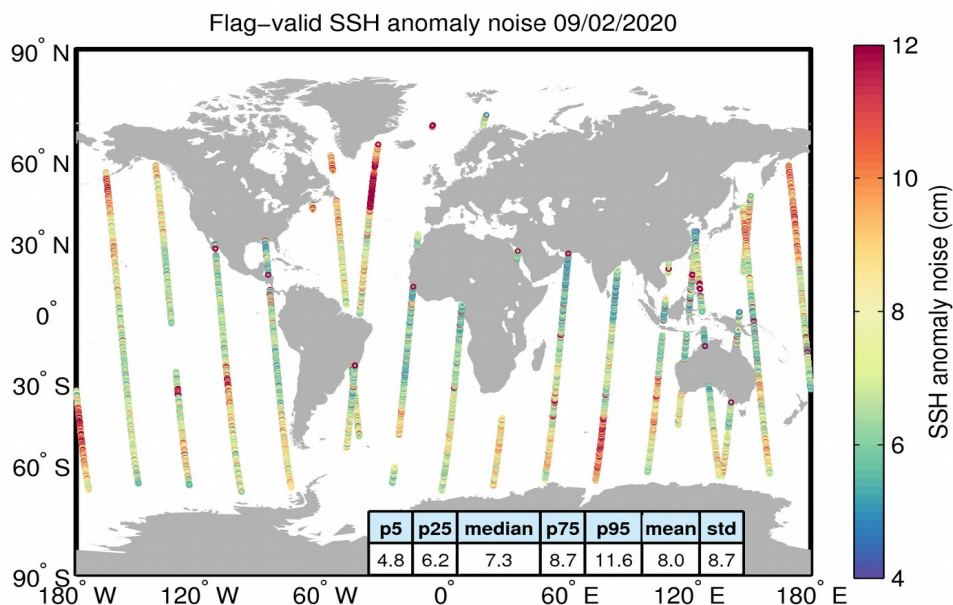 Flag−valid SSH anomaly noise 09/02/2020
90° N
60° N
30° N
0°
30° S
60° S
90° S
180° W
120° W
60° W
0°
60° E
120° E
180° E
12
10
8
6
4
SSH anomaly noise (cm)
p5 p25 median p75 p95 mean std
4.8 6.2 7.3 8.7 11.6 8.0 8.7